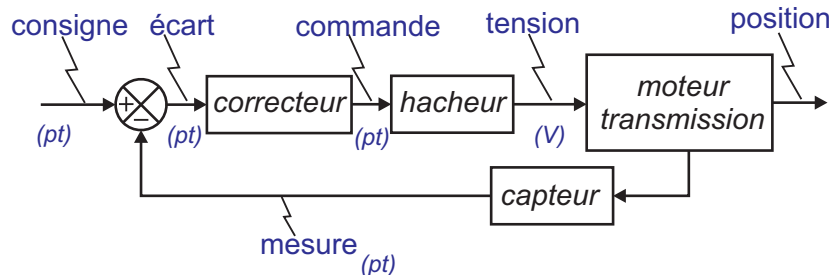 consigne écart commande tension position
+ − correcteur hacheur moteur
transmission
(pt) (pt) (pt) (V)
capteur
mesure (pt)